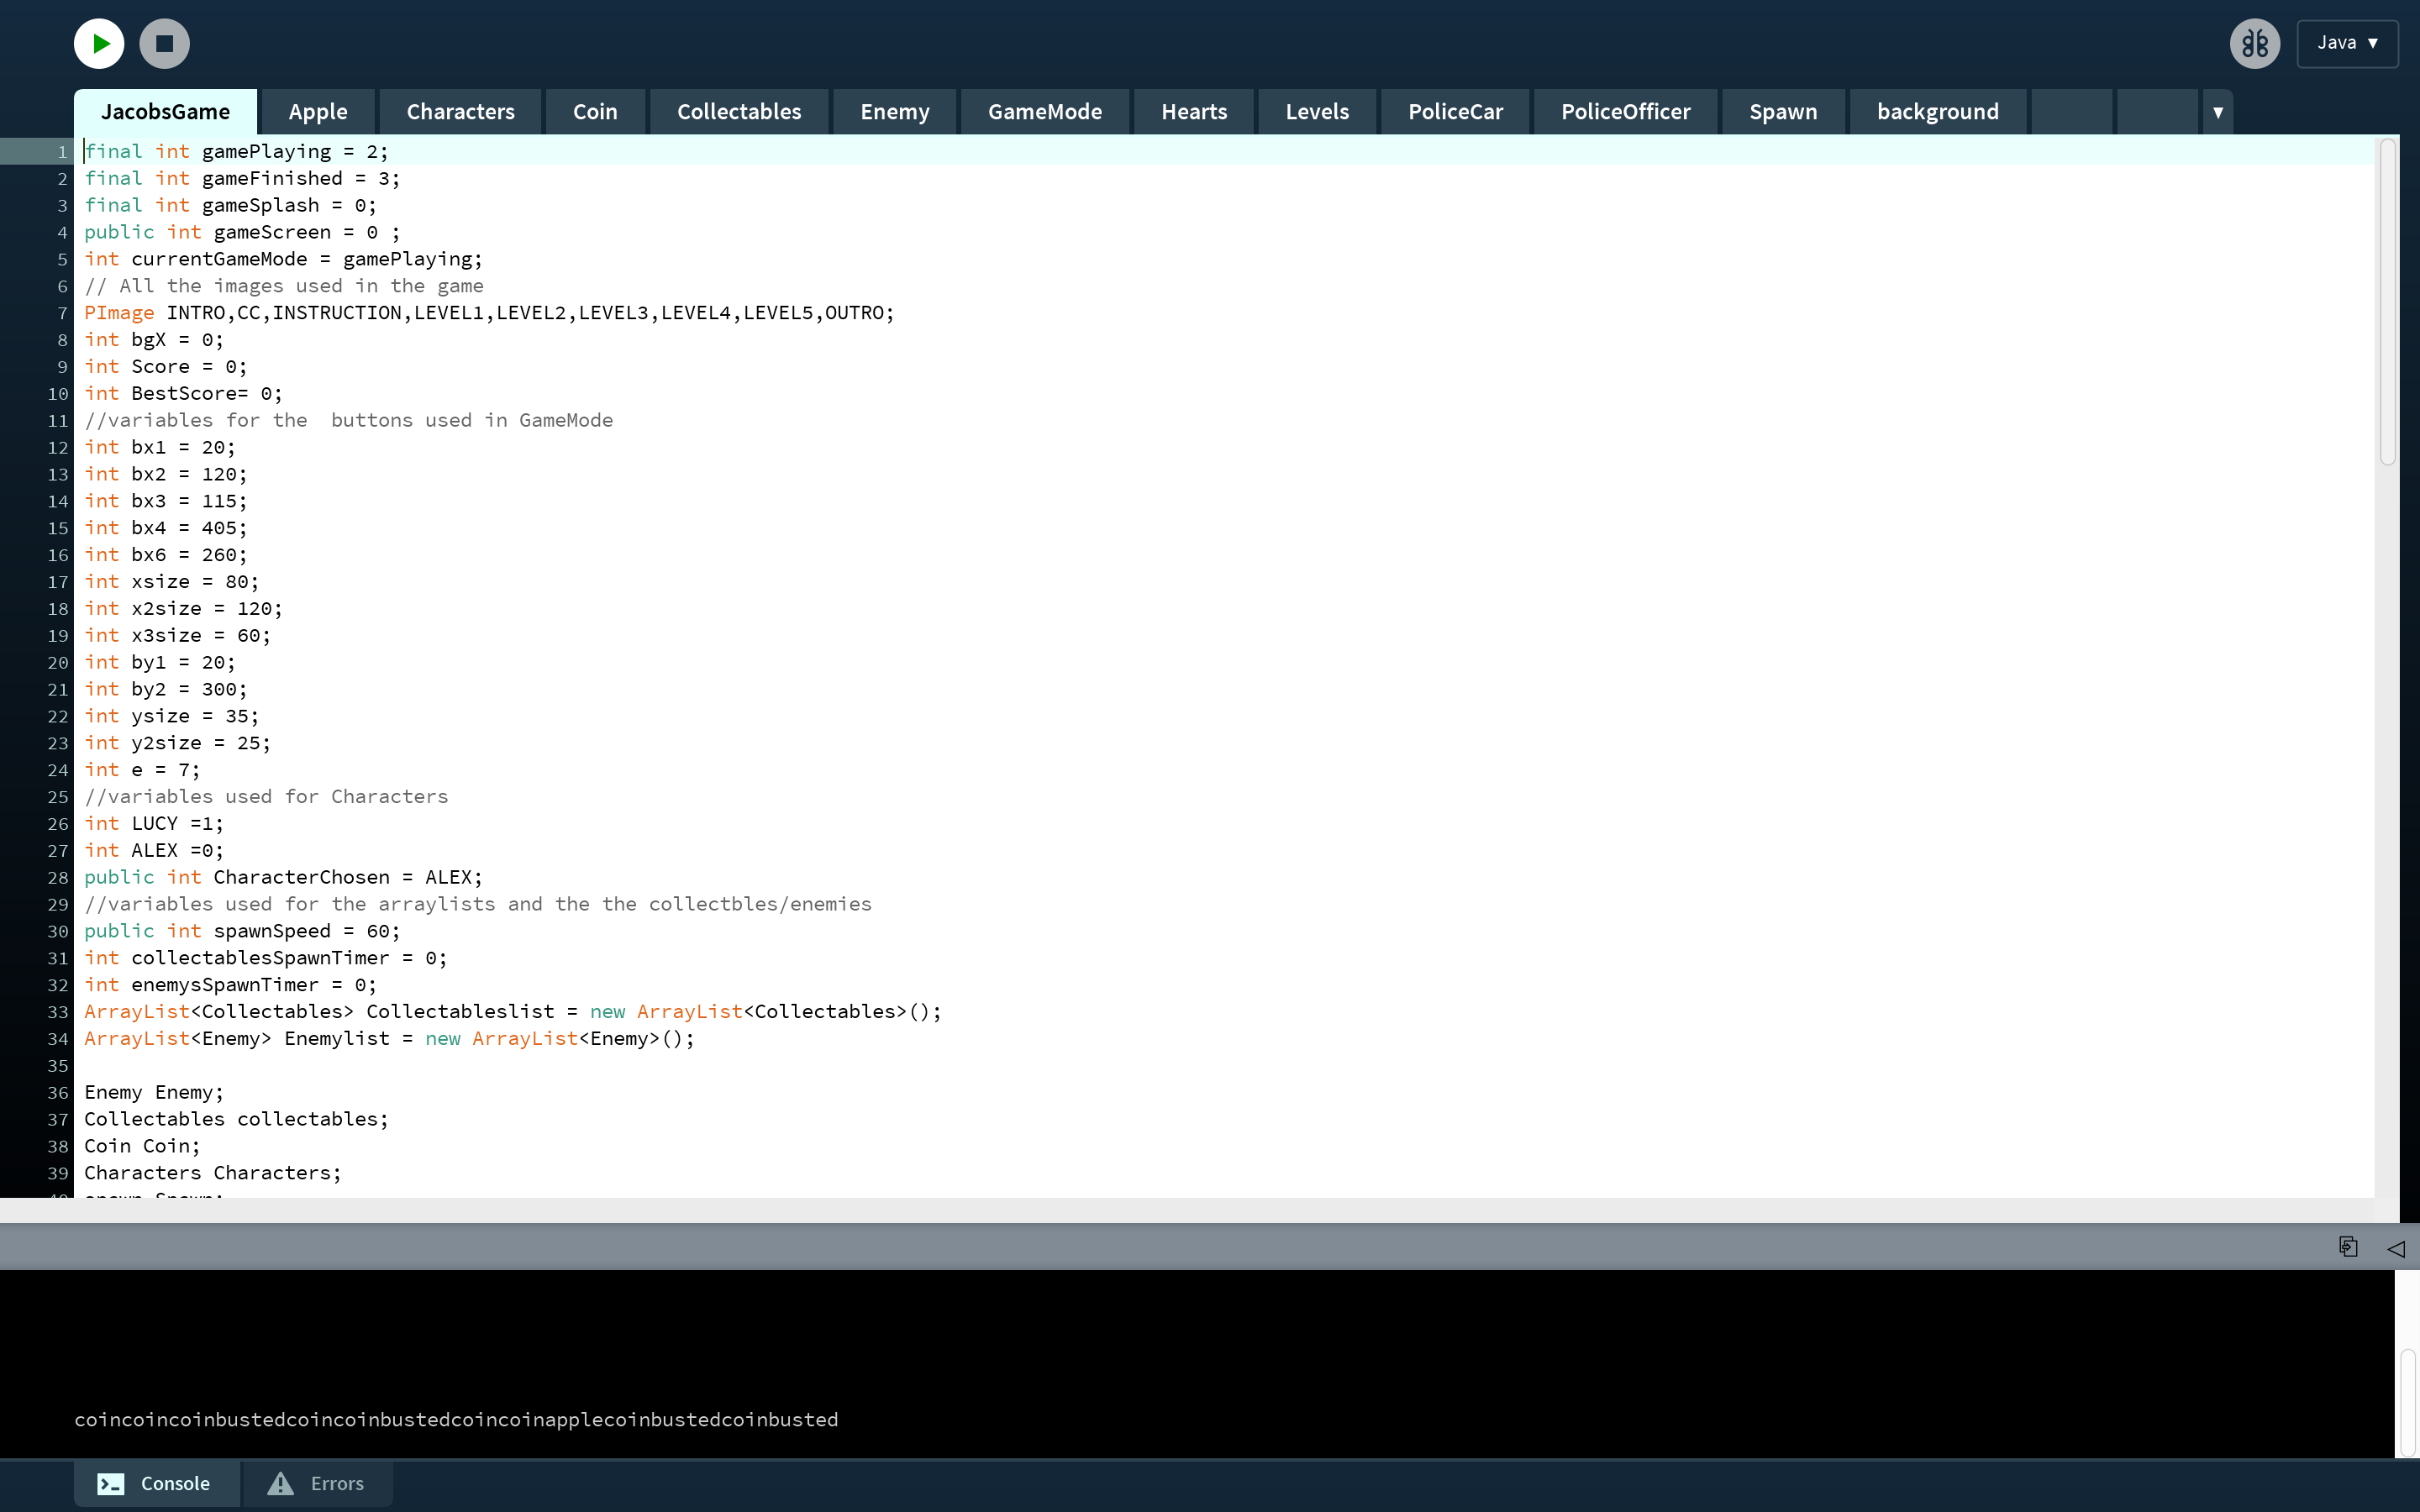 Java ▼
JacobsGame Apple Characters Coin Collectables Enemy GameMode Hearts Levels PoliceCar PoliceOfficer Spawn background ▼
1 final int gamePlaying = 2;
2 final int gameFinished = 3;
3 final int gameSplash = 0;
4 public int gameScreen = 0 ;
5 int currentGameMode = gamePlaying;
6 // All the images used in the game
7 PImage INTRO,CC,INSTRUCTION,LEVEL1,LEVEL2,LEVEL3,LEVEL4,LEVEL5,OUTRO;
8 int bgX = 0;
9 int Score = 0;
10 int BestScore= 0;
11 //variables for the  buttons used in GameMode
12 int bx1 = 20;
13 int bx2 = 120;
14 int bx3 = 115;
15 int bx4 = 405;
16 int bx6 = 260;
17 int xsize = 80;
18 int x2size = 120;
19 int x3size = 60;
20 int by1 = 20;
21 int by2 = 300;
22 int ysize = 35;
23 int y2size = 25;
24 int e = 7;
25 //variables used for Characters
26 int LUCY =1;
27 int ALEX =0;
28 public int CharacterChosen = ALEX;
29 //variables used for the arraylists and the the collectbles/enemies
30 public int spawnSpeed = 60;
31 int collectablesSpawnTimer = 0;
32 int enemysSpawnTimer = 0;
33 ArrayList<Collectables> Collectableslist = new ArrayList<Collectables>();
34 ArrayList<Enemy> Enemylist = new ArrayList<Enemy>();
35
36 Enemy Enemy;
37 Collectables collectables;
38 Coin Coin;
39 Characters Characters;
coincoincoinbustedcoincoinbustedcoincoinapplecoinbustedcoinbusted
Console Errors